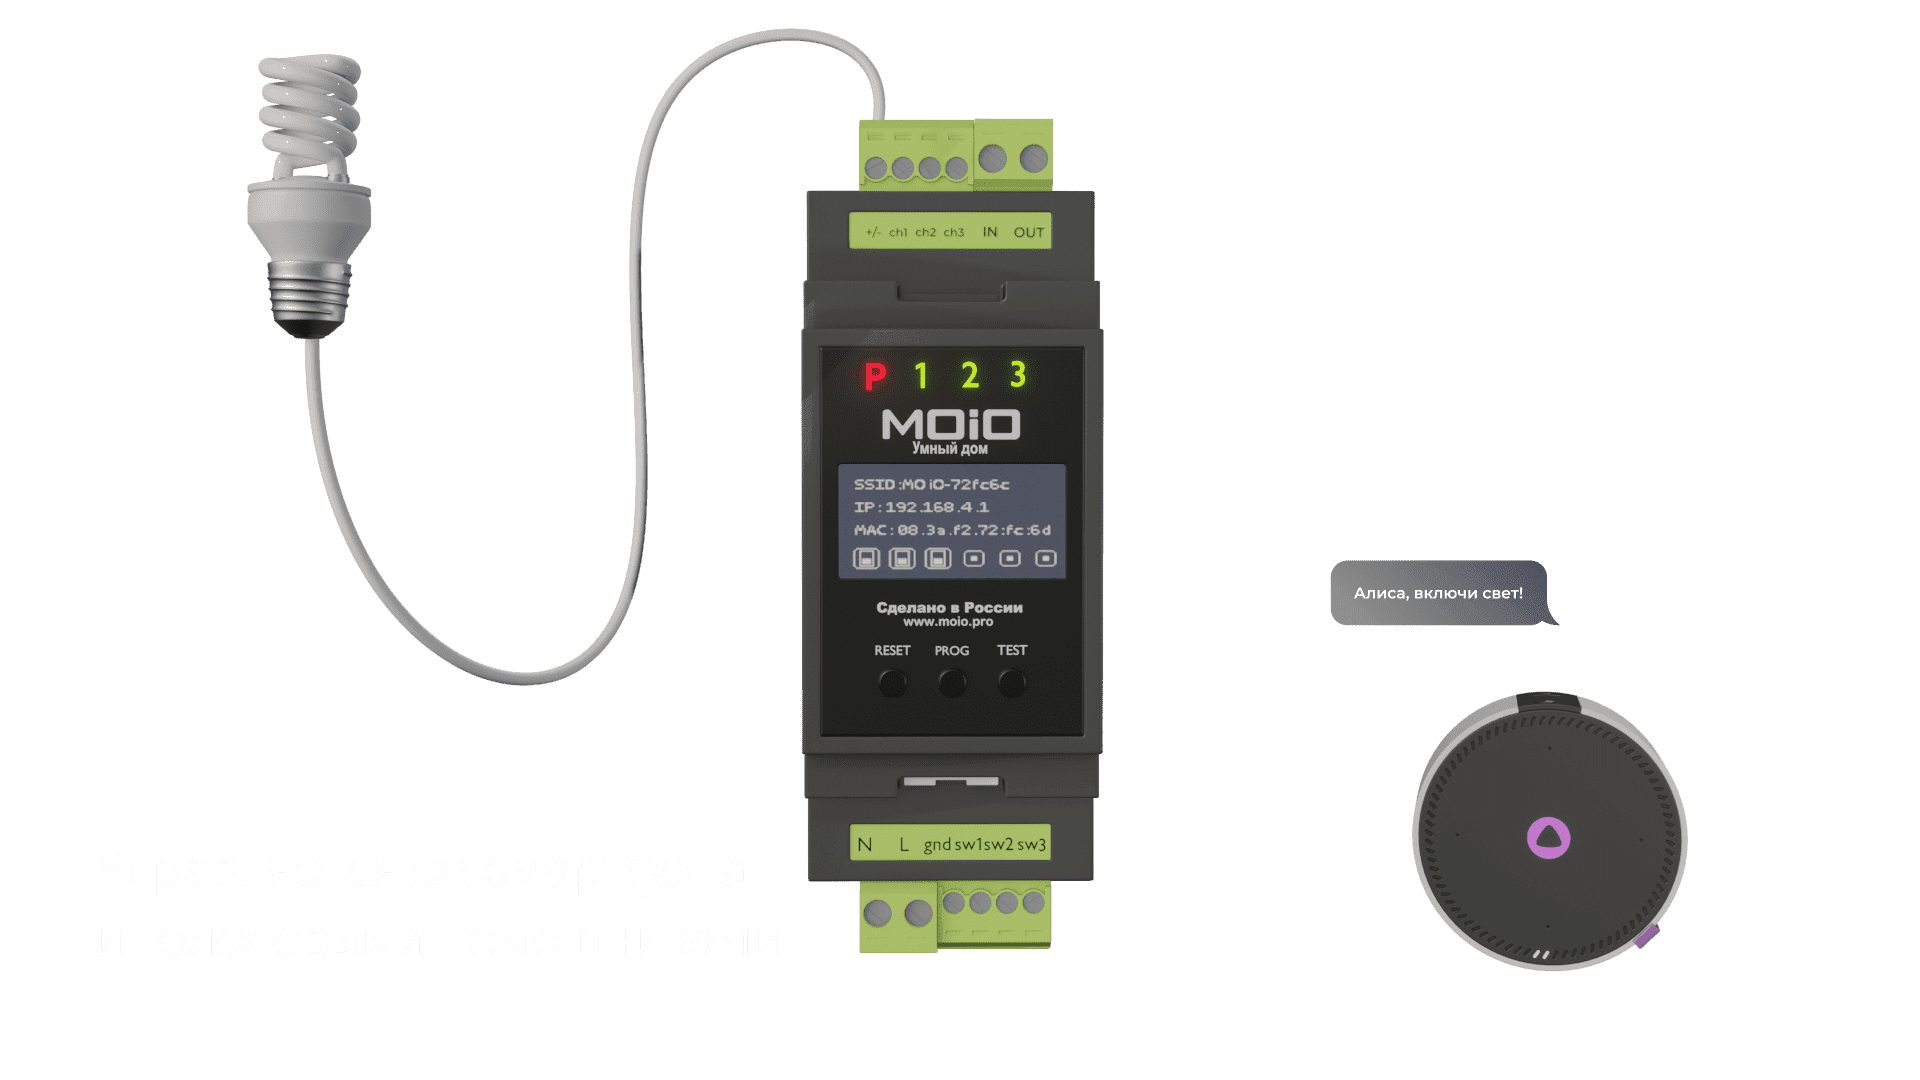 +/- ch1 ch2 ch3 IN OUT
P 1 2 3
MOiO
Умный дом
SSID:MOiO-72fc6c
IP:192.168.4.1
MAC:08.3a.f2.72:fc:6d
Сделано в России
www.moio.pro
RESET PROG TEST
N L gnd sw1 sw2 sw3
Алиса, включи свет!